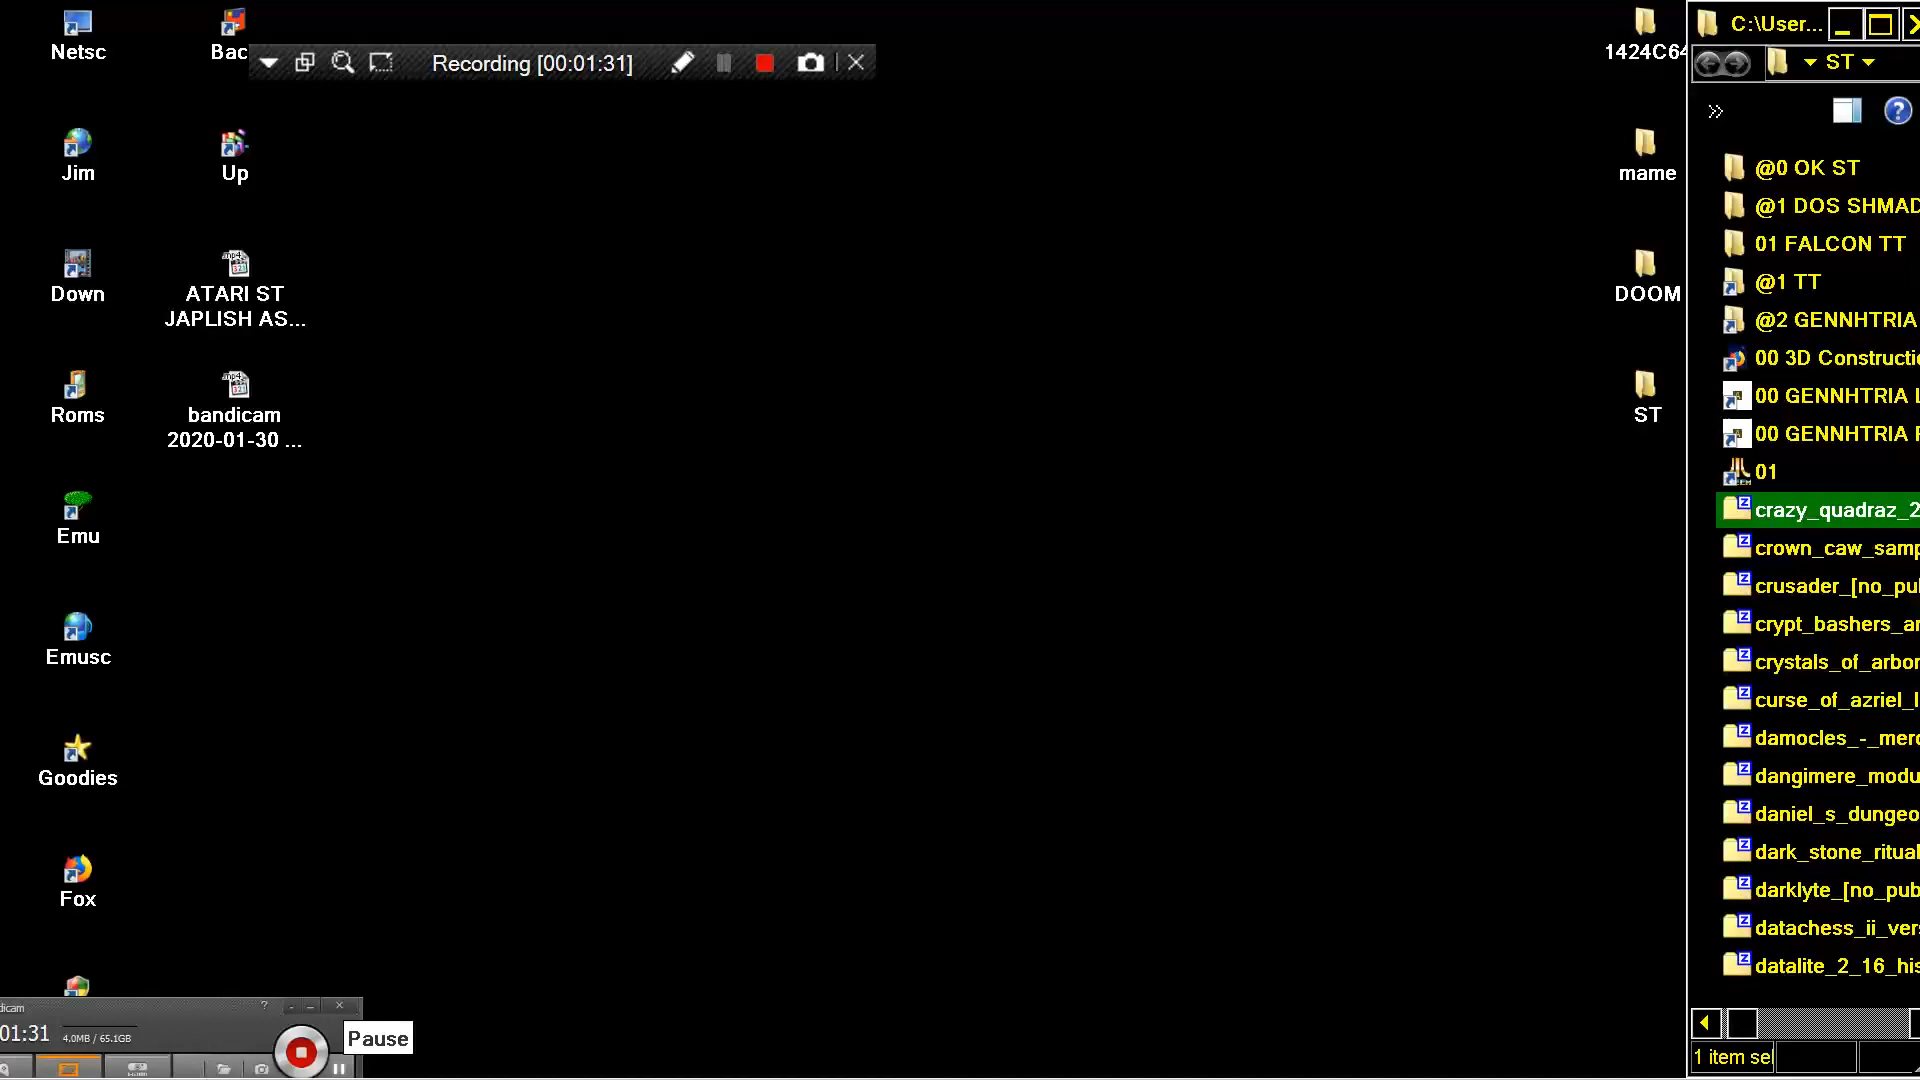 Netsc
Bac
Recording [00:01:31]
1424C64
C:\User...
ST
Jim
Up
mame
Down
ATARI ST
JAPLISH AS...
DOOM
Roms
bandicam
2020-01-30 ...
ST
Emu
Emusc
Goodies
Fox
@0 OK ST
@1 DOS SHMAD
01 FALCON TT
@1 TT
@2 GENNHTRIA
00 3D Constructi
00 GENNHTRIA
00 GENNHTRIA
01
crazy_quadraz_2
crown_caw_samp
crusader_[no_pu
crypt_bashers_a
crystals_of_arbor
curse_of_azriel_
damocles_-_merc
dangimere_modu
daniel_s_dungeo
dark_stone_ritual
darklyte_[no_pub
datachess_ii_ver
datalite_2_16_his
1 item sel
dicam
01:31
4.0MB / 65.1GB
Pause